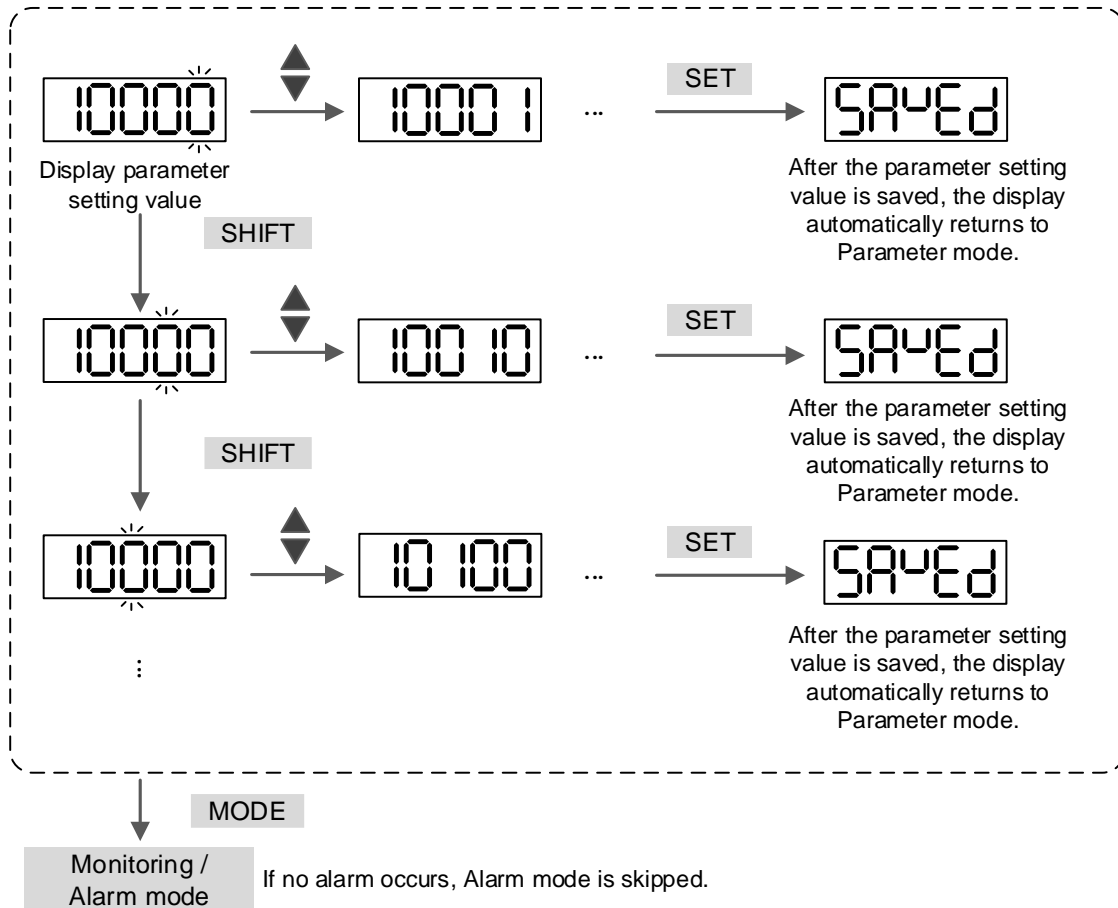 10000
10001
...
SET
SAVEd
Display parameter
setting value
After the parameter setting
value is saved, the display
automatically returns to
Parameter mode.
SHIFT
10000
10010
...
SET
SAVEd
After the parameter setting
value is saved, the display
automatically returns to
Parameter mode.
SHIFT
10000
10100
...
SET
SAVEd
After the parameter setting
value is saved, the display
automatically returns to
Parameter mode.
...
MODE
Monitoring /
Alarm mode
If no alarm occurs, Alarm mode is skipped.